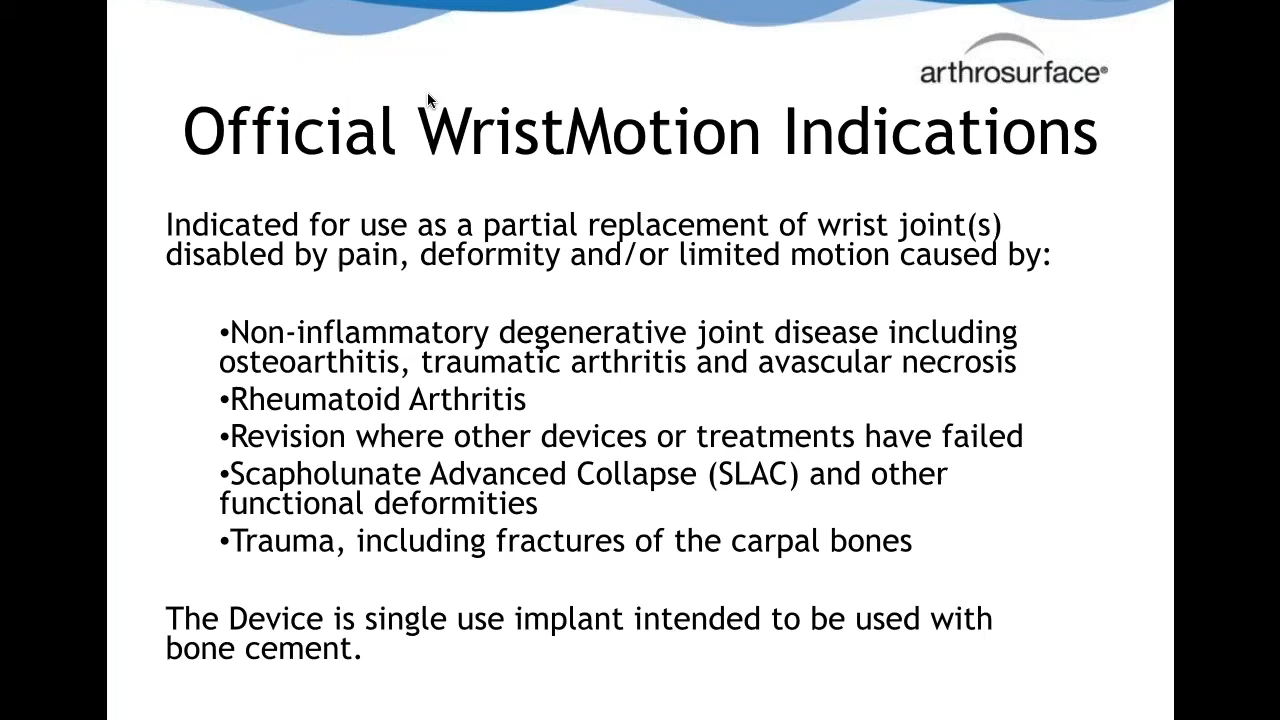 arthrosurface®
Official WristMotion Indications
Indicated for use as a partial replacement of wrist joint(s)
disabled by pain, deformity and/or limited motion caused by:
•Non-inflammatory degenerative joint disease including
osteoarthitis, traumatic arthritis and avascular necrosis
•Rheumatoid Arthritis
•Revision where other devices or treatments have failed
•Scapholunate Advanced Collapse (SLAC) and other
functional deformities
•Trauma, including fractures of the carpal bones
The Device is single use implant intended to be used with
bone cement.